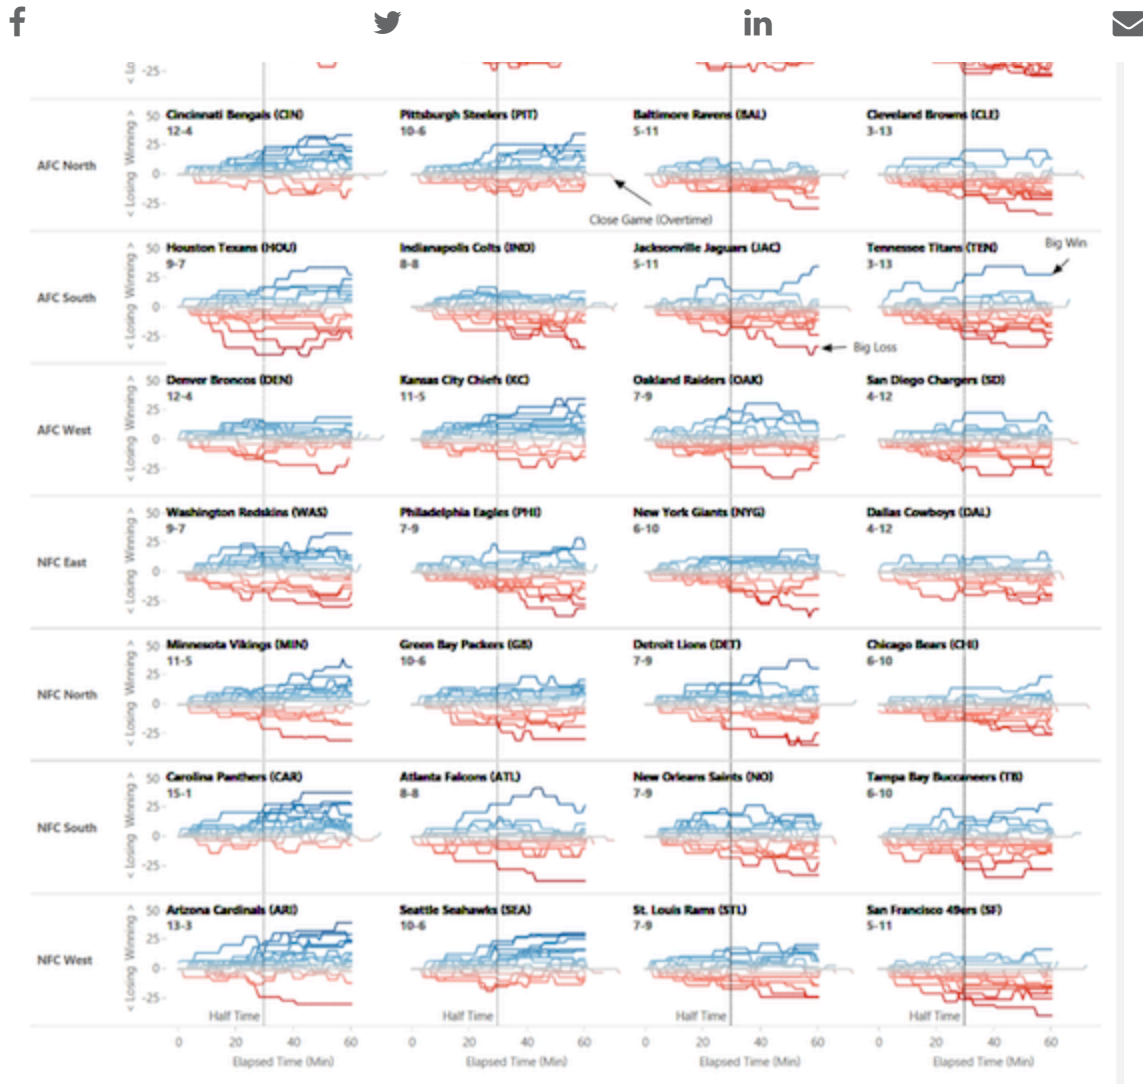 f
in
< Lo
-25
AFC North
< Losing Winning >
50
25
0
-25
Cincinnati Bengals (CIN)
12-4
Pittsburgh Steelers (PIT)
10-6
Baltimore Ravens (BAL)
5-11
Cleveland Browns (CLE)
3-13
Close Game (Overtime)
AFC South
< Losing Winning >
50
25
0
-25
Houston Texans (HOU)
9-7
Indianapolis Colts (IND)
8-8
Jacksonville Jaguars (JAC)
5-11
Tennessee Titans (TEN)
3-13
Big Win
Big Loss
AFC West
< Losing Winning >
50
25
0
-25
Denver Broncos (DEN)
12-4
Kansas City Chiefs (KC)
11-5
Oakland Raiders (OAK)
7-9
San Diego Chargers (SD)
4-12
NFC East
< Losing Winning >
50
25
0
-25
Washington Redskins (WAS)
9-7
Philadelphia Eagles (PHI)
7-9
New York Giants (NYG)
6-10
Dallas Cowboys (DAL)
4-12
NFC North
< Losing Winning >
50
25
0
-25
Minnesota Vikings (MIN)
11-5
Green Bay Packers (GB)
10-6
Detroit Lions (DET)
7-9
Chicago Bears (CHI)
6-10
NFC South
< Losing Winning >
50
25
0
-25
Carolina Panthers (CAR)
15-1
Atlanta Falcons (ATL)
8-8
New Orleans Saints (NO)
7-9
Tampa Bay Buccaneers (TB)
6-10
NFC West
< Losing Winning >
50
25
0
-25
Arizona Cardinals (ARI)
13-3
Seattle Seahawks (SEA)
10-6
St. Louis Rams (STL)
7-9
San Francisco 49ers (SF)
5-11
Half Time
Half Time
Half Time
Half Time
0 20 40 60
0 20 40 60
0 20 40 60
0 20 40 60
Elapsed Time (Min)
Elapsed Time (Min)
Elapsed Time (Min)
Elapsed Time (Min)